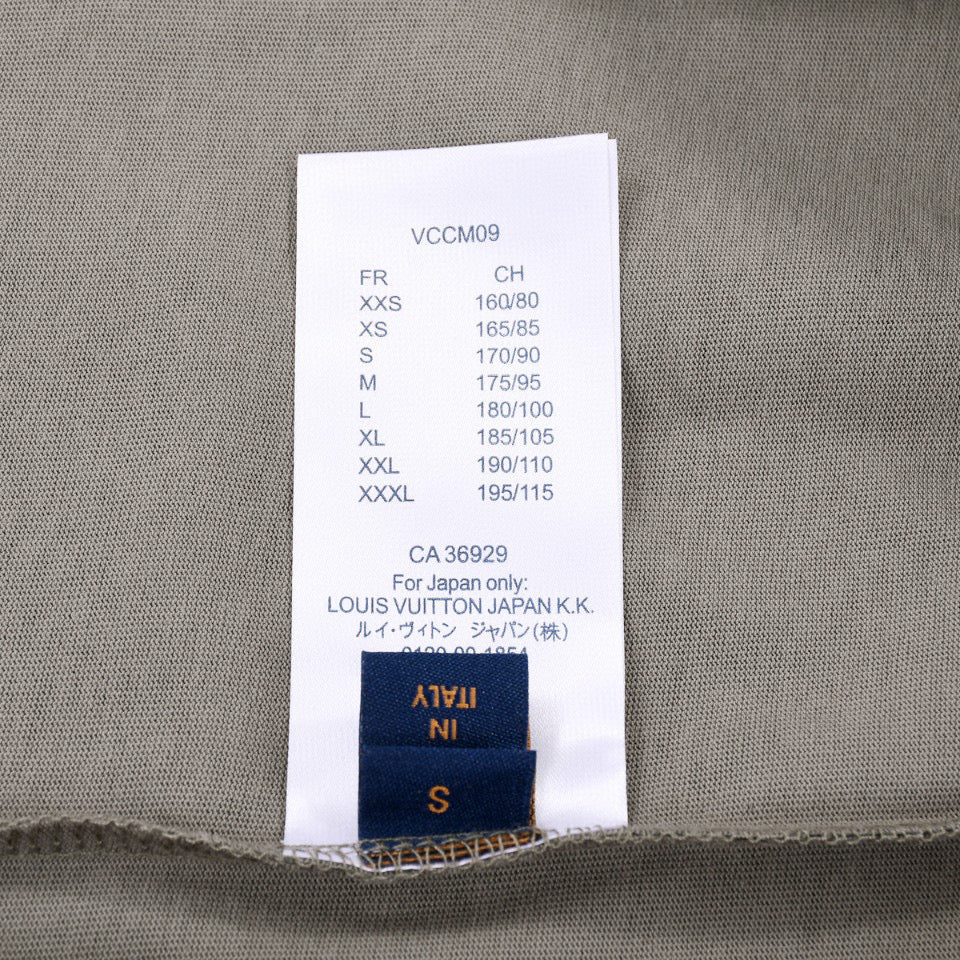 VCCM09
FR CH
XXS 160/80
XS 165/85
S 170/90
M 175/95
L 180/100
XL 185/105
XXL 190/110
XXXL 195/115
CA 36929
For Japan only:
LOUIS VUITTON JAPAN K.K.
ルイ・ヴィトン ジャパン(株)
IN
ITALY
S